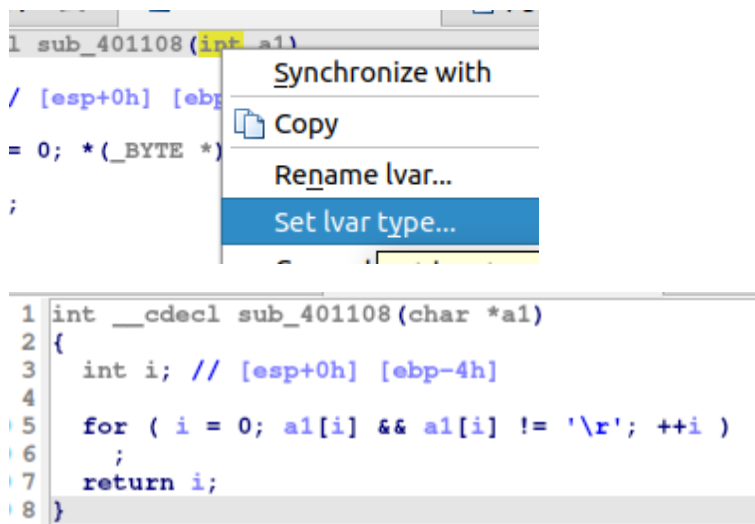 l sub_401108(int a1)
Synchronize with
/ [esp+0h] [ebp
Copy
= 0; *(_BYTE *)
Rename lvar...
;
Set lvar type...
1 int __cdecl sub_401108(char *a1)
2 {
3 int i; // [esp+0h] [ebp-4h]
4
5 for ( i = 0; a1[i] && a1[i] != '\r'; ++i )
6 ;
7 return i;
8 }